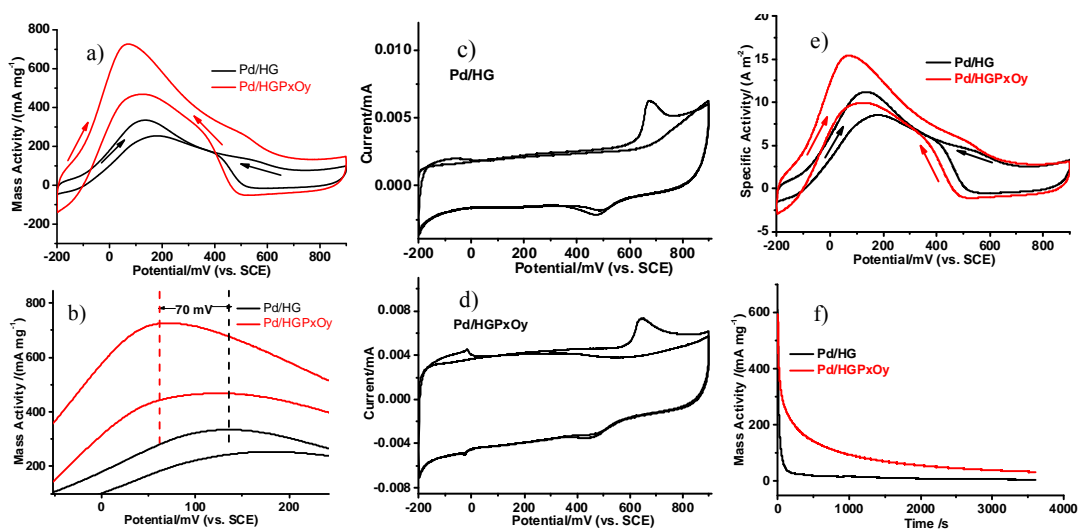 a)
Mass Activity /(mA mg⁻¹)
800
600
400
200
0
-200
Pd/HG
Pd/HGPxOy
-200 0 200 400 600 800
Potential/mV (vs. SCE)
b)
Mass Activity /(mA mg⁻¹)
800
600
400
200
70 mV
Pd/HG
Pd/HGPxOy
0 100 200
Potential/mV (vs. SCE)
c)
Pd/HG
Current/mA
0.010
0.005
0.000
-200 0 200 400 600 800
Potential/mV (vs. SCE)
d)
Pd/HGPxOy
Current/mA
0.008
0.004
0.000
-0.004
-0.008
-200 0 200 400 600 800
Potential/mV (vs. SCE)
e)
Specific Activity/ (A m⁻²)
20
15
10
5
0
-5
Pd/HG
Pd/HGPxOy
-200 0 200 400 600 800
Potential/mV (vs. SCE)
f)
Mass Activity /(mA mg⁻¹)
600
400
200
0
Pd/HG
Pd/HGPxOy
0 1000 2000 3000 4000
Time /s